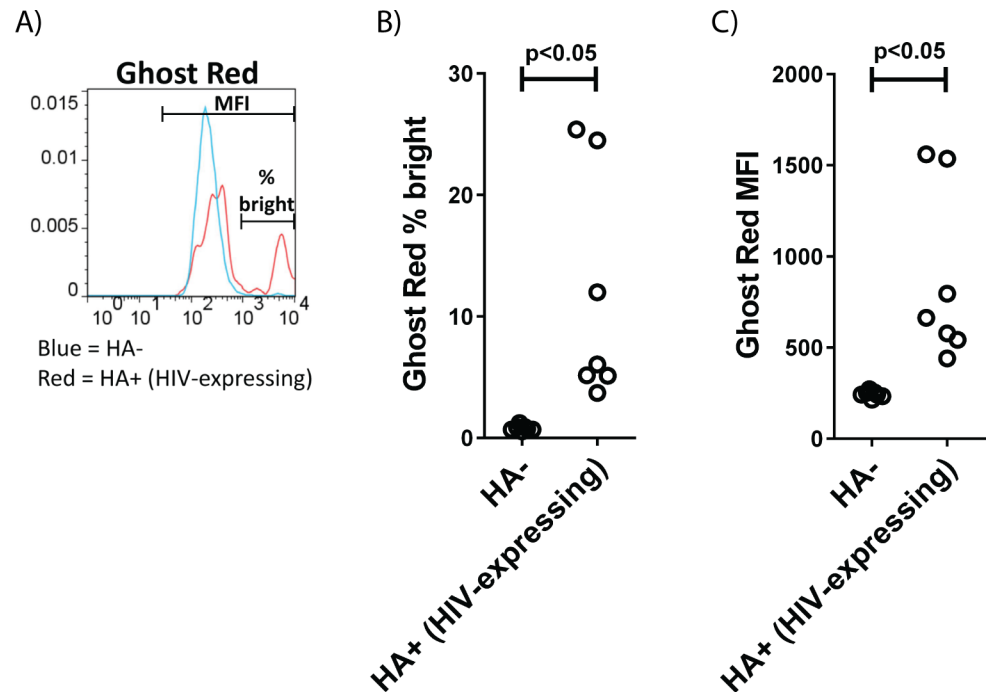 A)
Ghost Red
MFI
%
bright
0.015
0.01
0.005
0
10^0 10^1 10^2 10^3 10^4
Blue = HA-
Red = HA+ (HIV-expressing)
B)
p<0.05
Ghost Red % bright
30
20
10
0
HA-
HA+ (HIV-expressing)
C)
p<0.05
Ghost Red MFI
2000
1500
1000
500
0
HA-
HA+ (HIV-expressing)